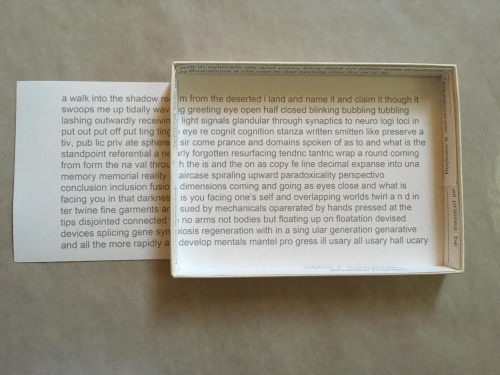 a walk into the shadow re m from the deserted i land and name it and claim it though it
swoops me up tidally wav g greeting eye open half closed blinking bubbling tubbling
lashing outwardly receivin light signals glandular through synaptics to neuro logi loci in
put out put off put ting ting eye re cognit cognition stanza written smitten like preserve a
tiv, pub lic priv ate sphere sir come prance and domains spoken of as to and what is the
standpoint referential a ne rly forgotten resurfacing tendric tantric wrap a round coming
from form the na val throu h the is and the on as copy fe line decimal expanse into una
memory memorial reality aircase spiraling upward paradoxicality perspectivo
conclusion inclusion fusio dimensions coming and going as eyes close and what is
facing you in that darknes is you facing one's self and overlapping worlds twirl a n d in
ter twine fine garments ar sued by mechanicals oparerated by hands pressed at the
tips disjointed connected no arms not bodies but floating up on floatation devised
devices splicing gene sym piosis regeneration with in a sing ular generation genarative
and all the more rapidly a develop mentals mantel pro gress ill usary all usary hall ucary